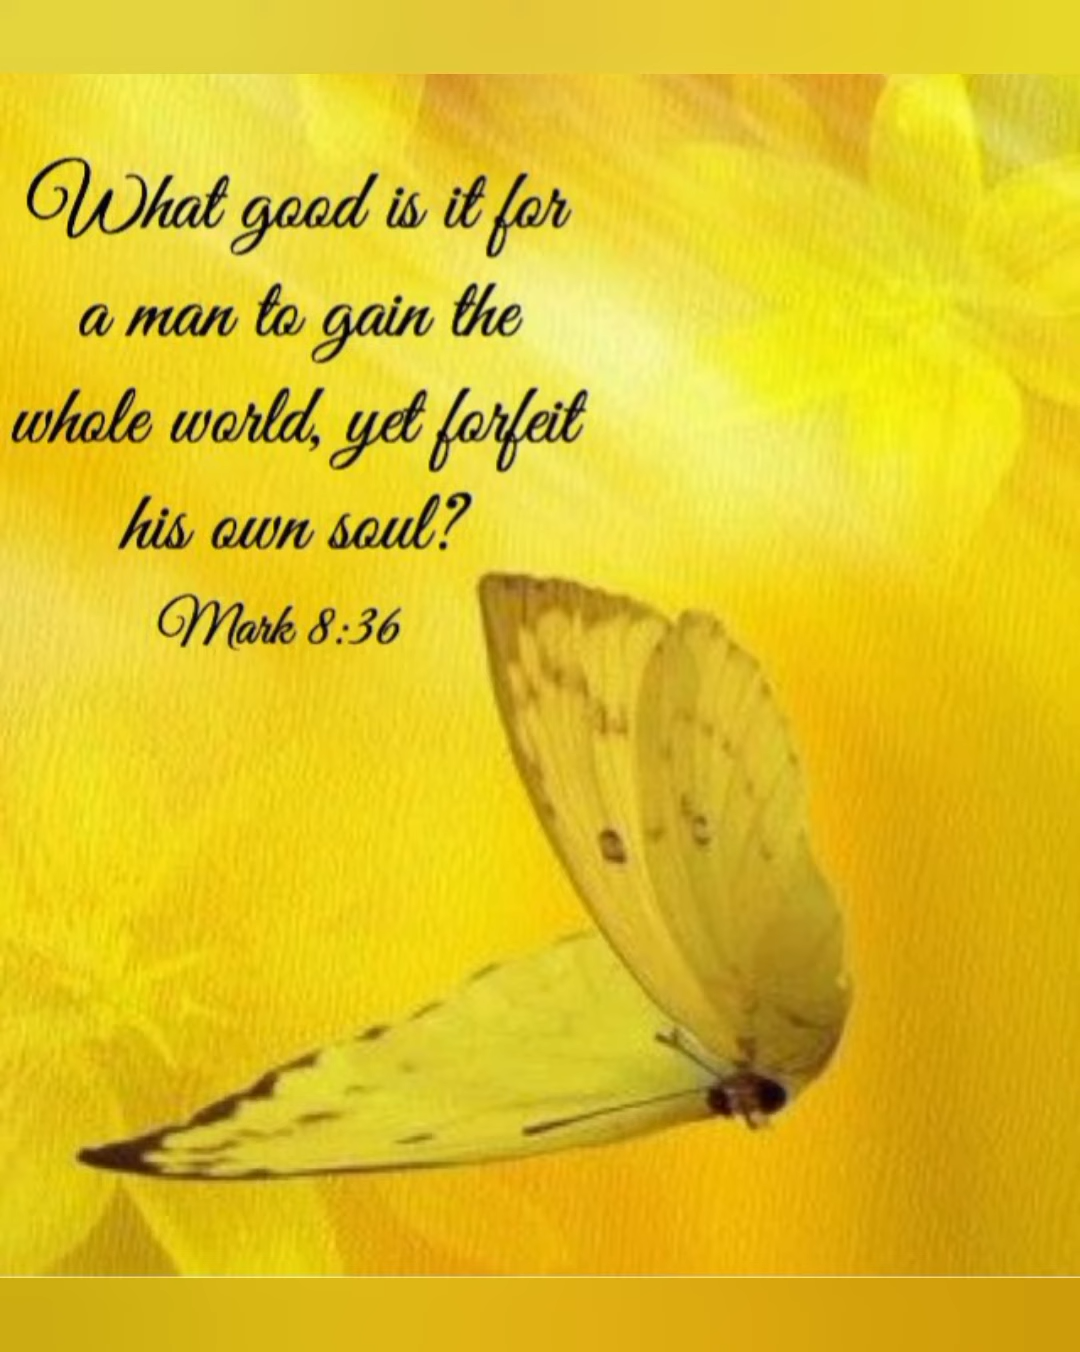 What good is it for
a man to gain the
whole world, yet forfeit
his own soul?
Mark 8:36